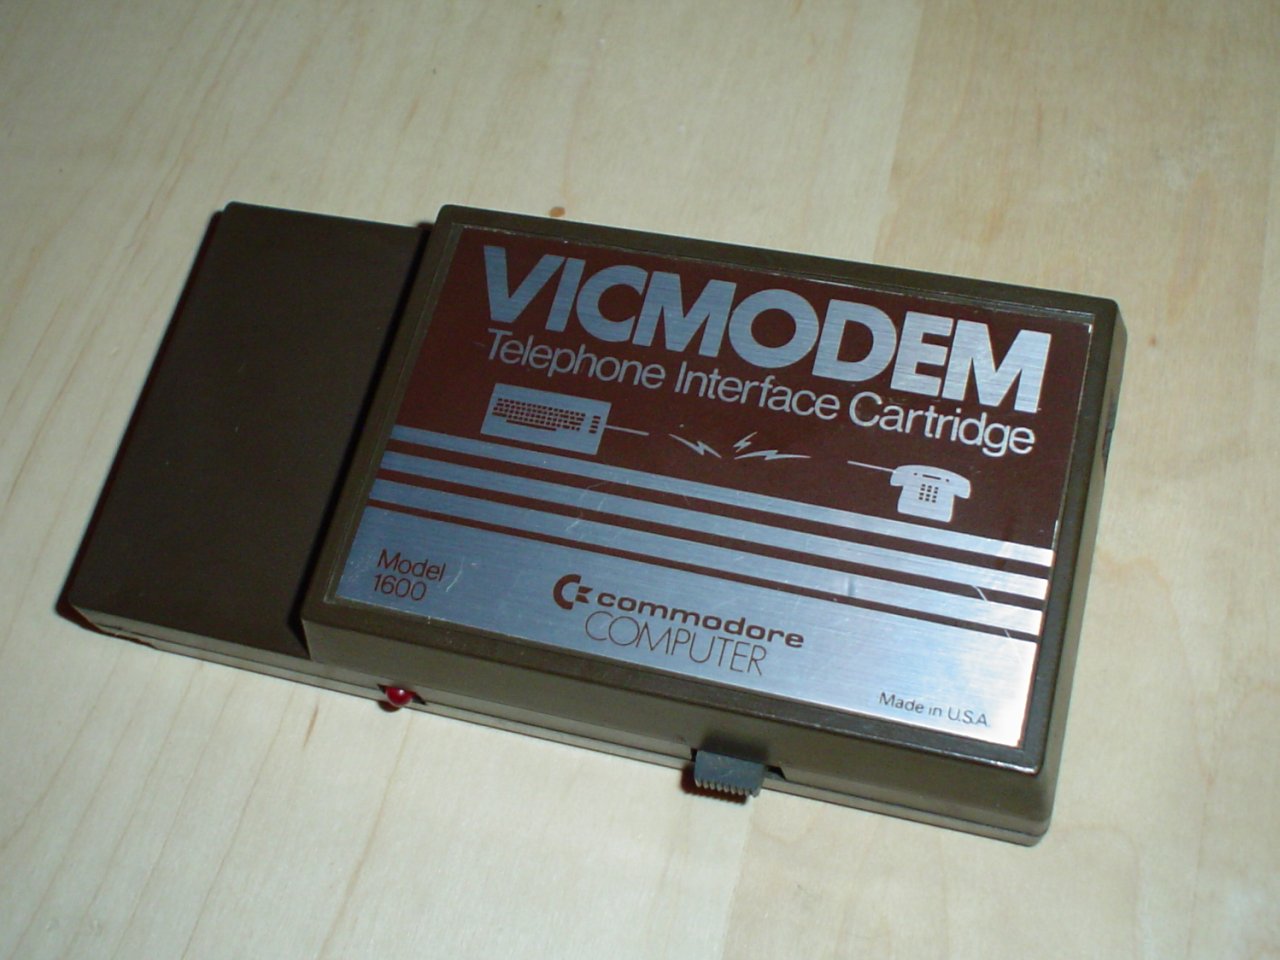 VICMODEM
Telephone Interface Cartridge
Model
1600
commodore
COMPUTER
Made in U.S.A.